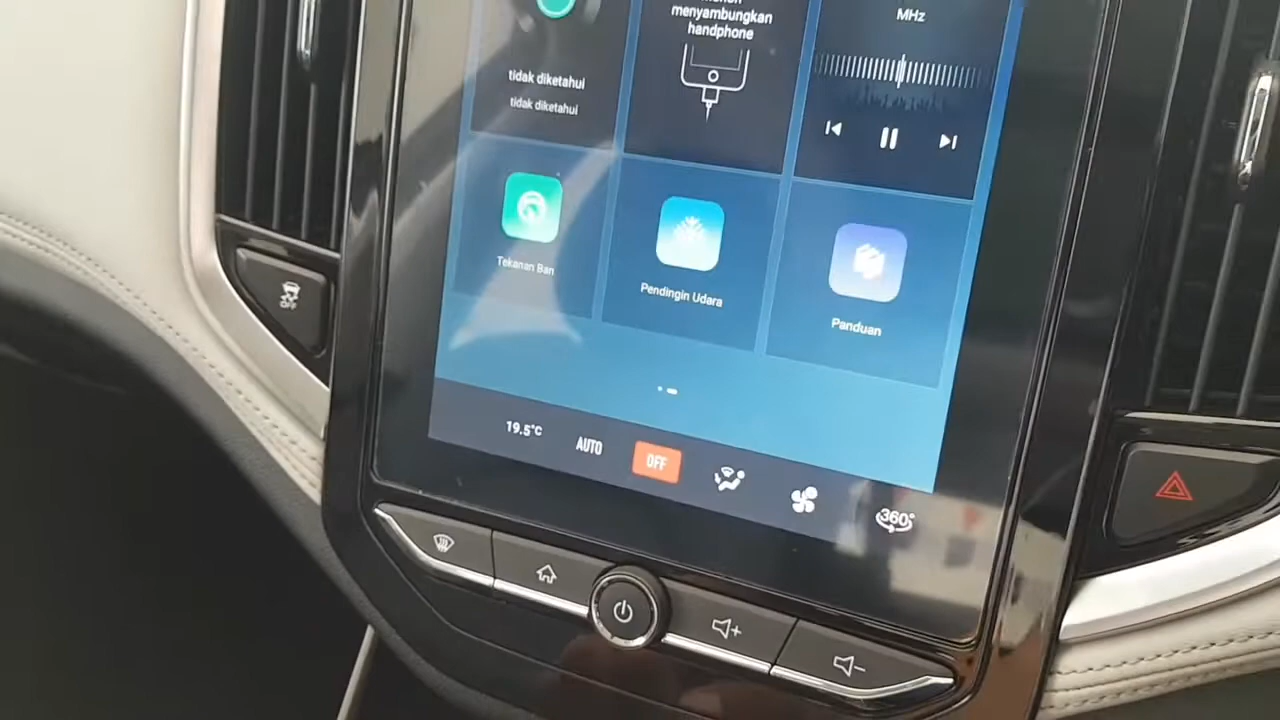 menyambungkan
handphone
MHz
tidak diketahui
tidak diketahui
Tekanan Ban
Pendingin Udara
Panduan
19.5°C
AUTO
OFF
360°
OFF